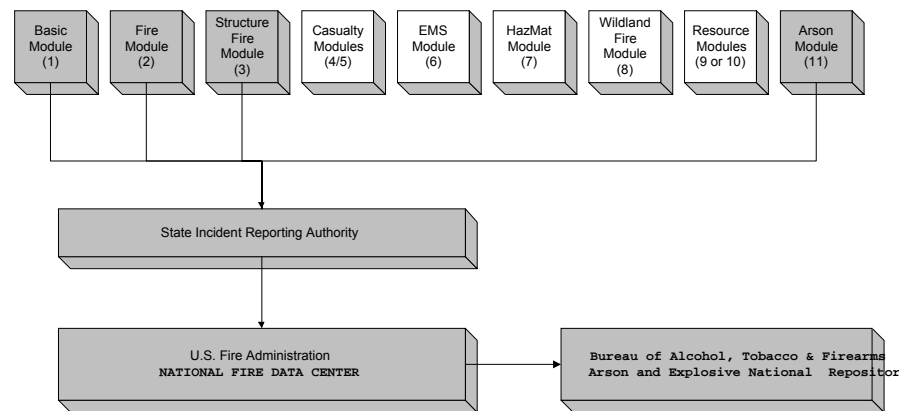 Basic
Module
(1)
Fire
Module
(2)
Structure
Fire
Module
(3)
Casualty
Modules
(4/5)
EMS
Module
(6)
HazMat
Module
(7)
Wildland
Fire
Module
(8)
Resource
Modules
(9 or 10)
Arson
Module
(11)
State Incident Reporting Authority
U.S. Fire Administration
NATIONAL FIRE DATA CENTER
Bureau of Alcohol, Tobacco & Firearms
Arson and Explosive National Repositor